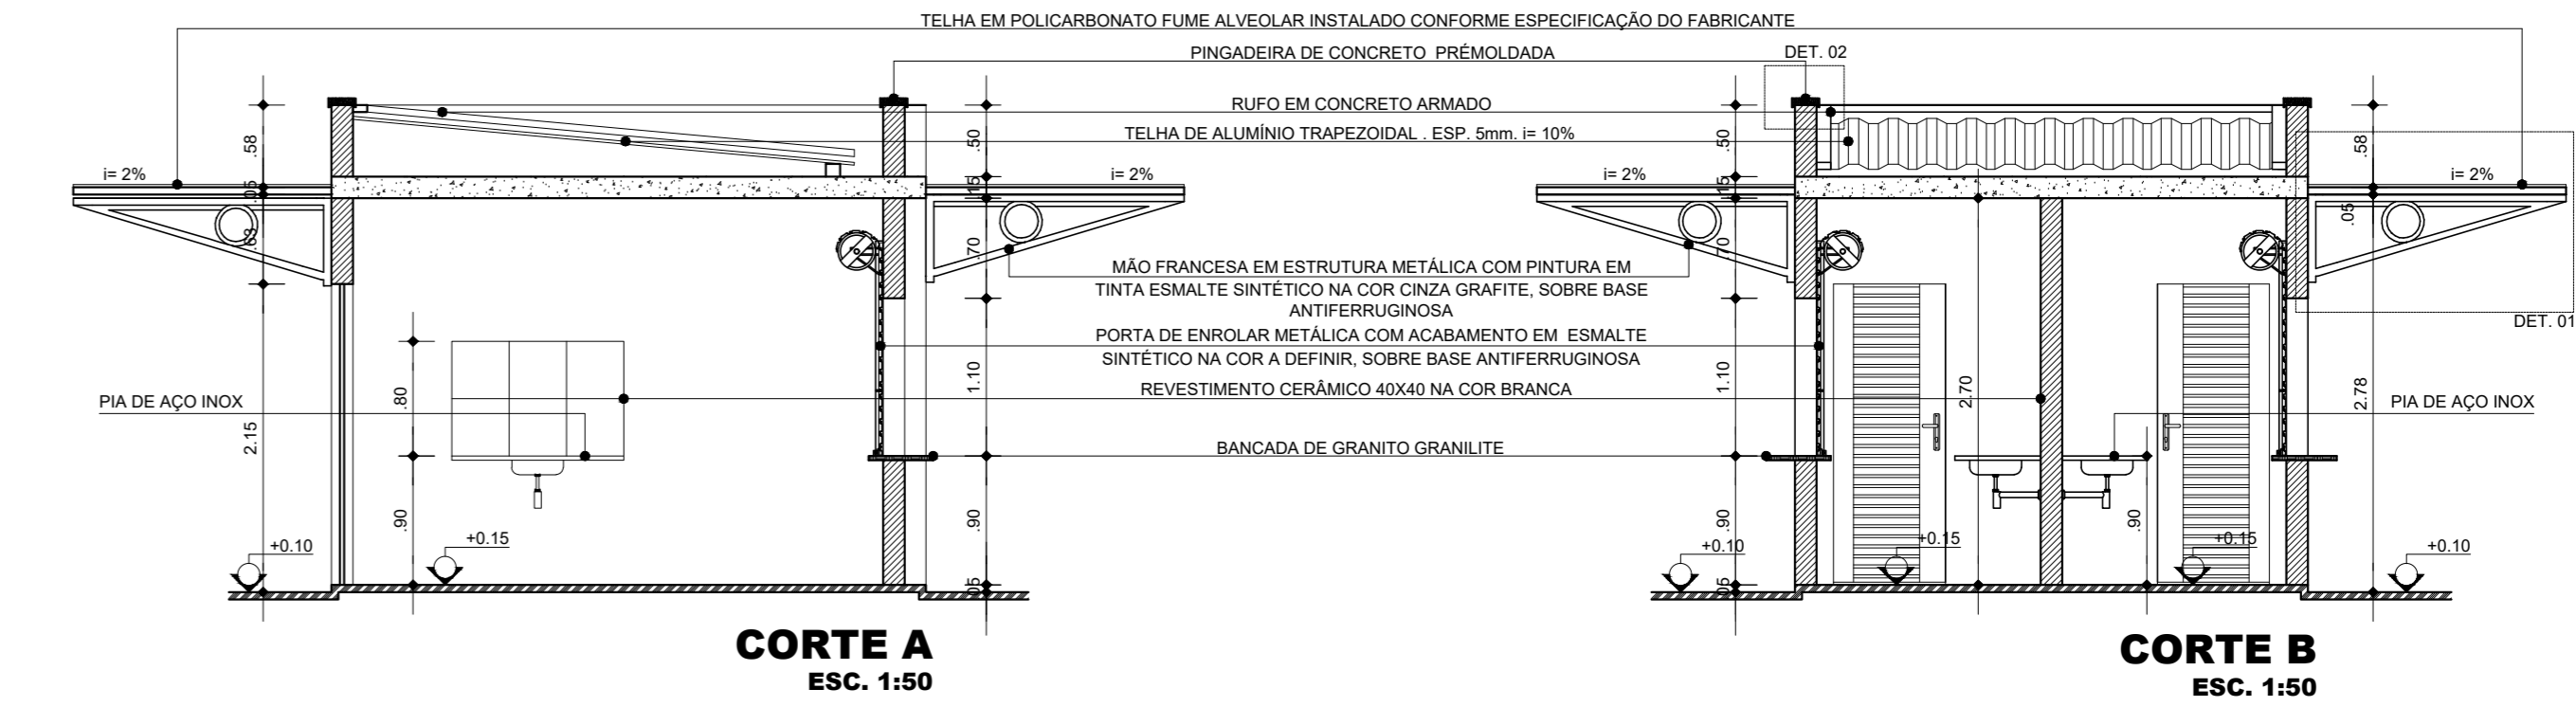 TELHA EM POLICARBONATO FUME ALVEOLAR INSTALADO CONFORME ESPECIFICAÇÃO DO FABRICANTE
PINGADEIRA DE CONCRETO PRÉMOLDADA
DET. 02
RUFO EM CONCRETO ARMADO
TELHA DE ALUMÍNIO TRAPEZOIDAL . ESP. 5mm. i= 10%
.58
.50
.50
.58
i= 2%
i= 2%
i= 2%
i= 2%
.05
.15
.15
.05
.63
.70
.70
MÃO FRANCESA EM ESTRUTURA METÁLICA COM PINTURA EM
TINTA ESMALTE SINTÉTICO NA COR CINZA GRAFITE, SOBRE BASE
ANTIFERRUGINOSA
DET. 01
PORTA DE ENROLAR METÁLICA COM ACABAMENTO EM ESMALTE
SINTÉTICO NA COR A DEFINIR, SOBRE BASE ANTIFERRUGINOSA
REVESTIMENTO CERÂMICO 40X40 NA COR BRANCA
PIA DE AÇO INOX
.80
1.10
1.10
2.70
2.78
PIA DE AÇO INOX
2.15
BANCADA DE GRANITO GRANILITE
.90
.90
.90
.90
+0.10
+0.15
+0.10
+0.15
+0.15
+0.10
.05
.05
CORTE A
ESC. 1:50
CORTE B
ESC. 1:50